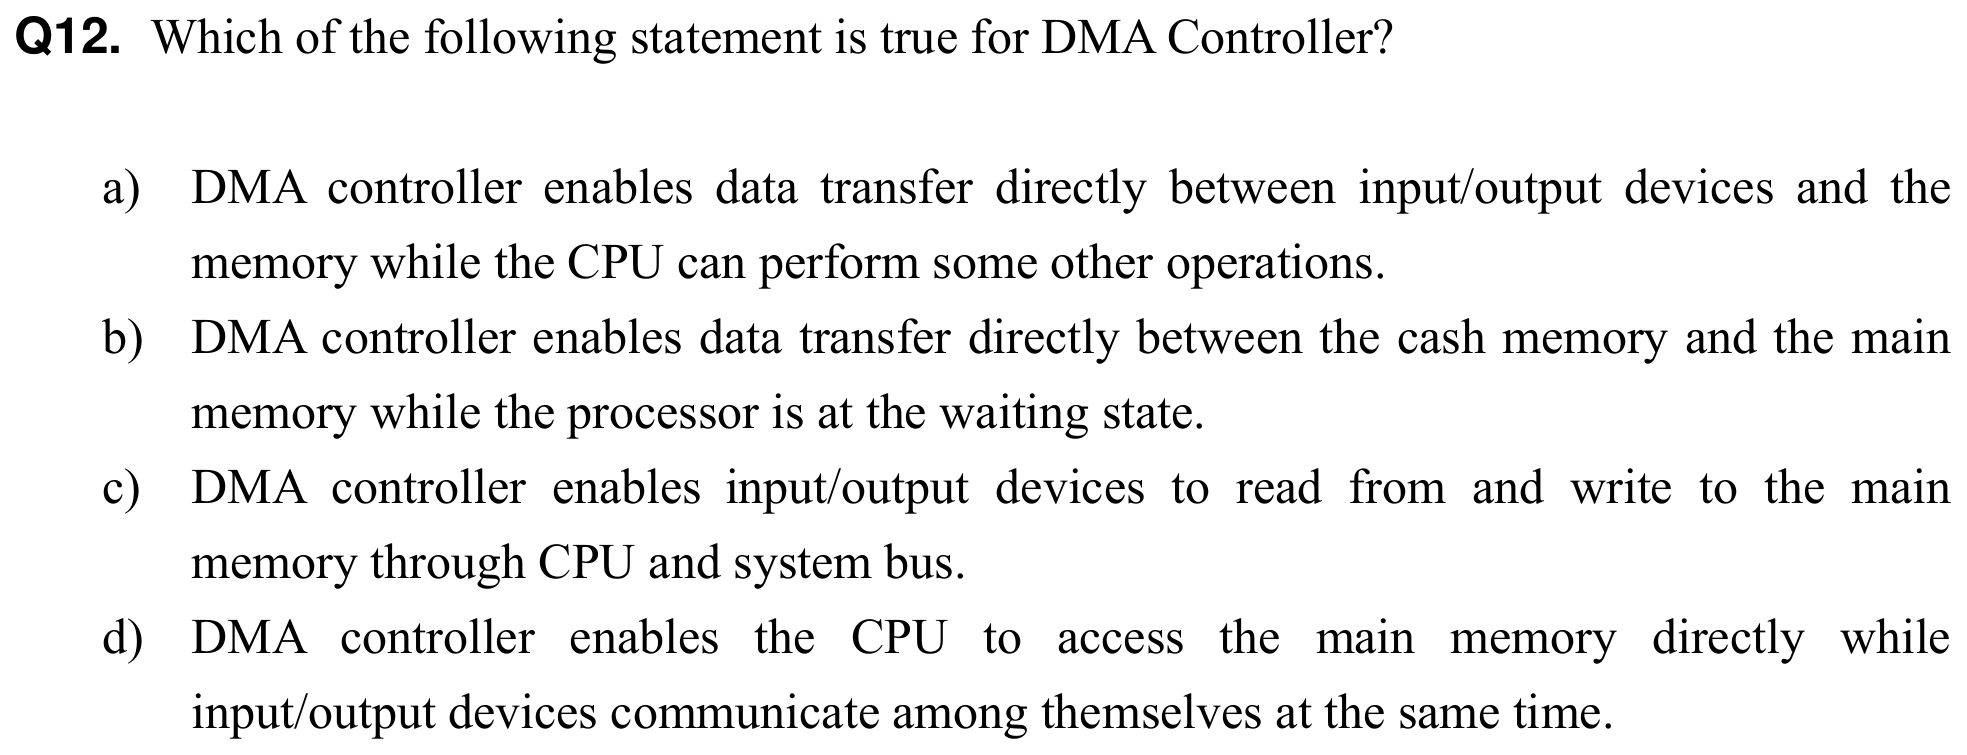 Q12. Which of the following statement is true for DMA Controller?
a) DMA controller enables data transfer directly between input/output devices and the
memory while the CPU can perform some other operations.
b) DMA controller enables data transfer directly between the cash memory and the main
memory while the processor is at the waiting state.
c) DMA controller enables input/output devices to read from and write to the main
memory through CPU and system bus.
d) DMA controller enables the CPU to access the main memory directly while
input/output devices communicate among themselves at the same time.